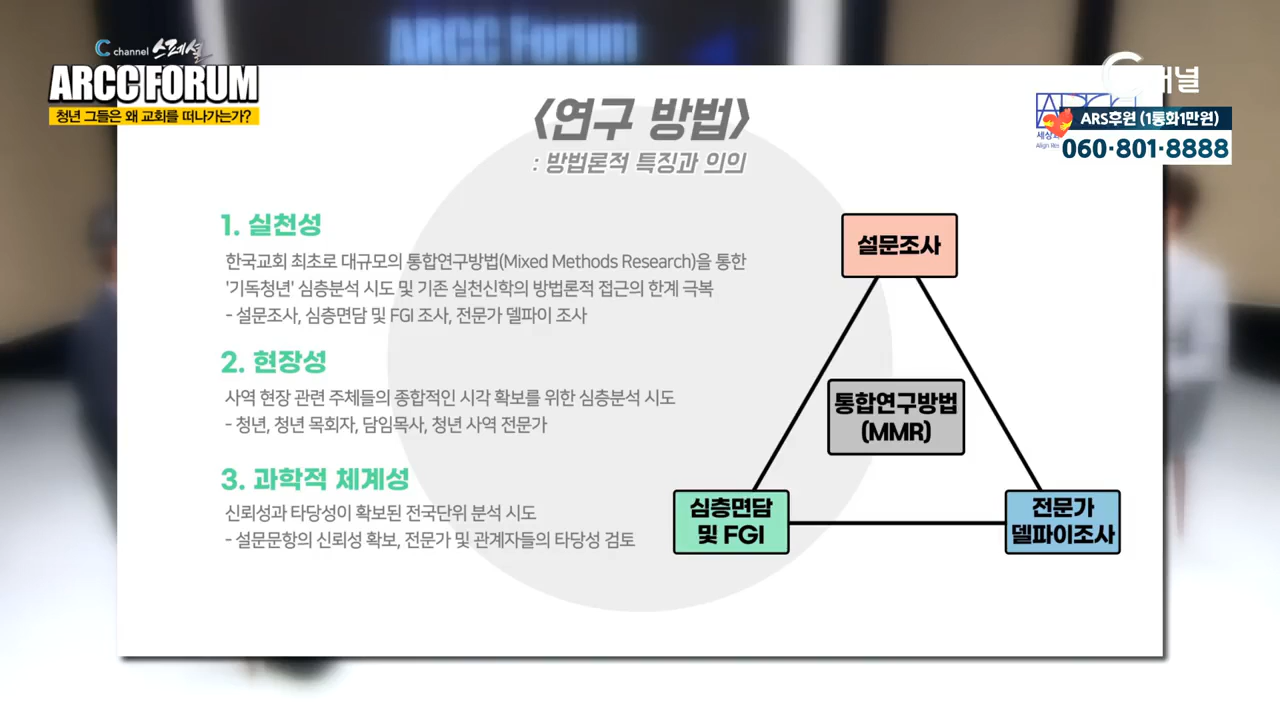 ARCC Forum
C channel 스페셜
ARCC FORUM
청년 그들은 왜 교회를 떠나가는가?
C채널
ARS후원 (1통화1만원)
060·801·8888
<연구 방법>
: 방법론적 특징과 의의
1. 실천성
한국교회 최초로 대규모의 통합연구방법(Mixed Methods Research)을 통한
'기독청년' 심층분석 시도 및 기존 실천신학의 방법론적 접근의 한계 극복
- 설문조사, 심층면담 및 FGI 조사, 전문가 델파이 조사
2. 현장성
사역 현장 관련 주체들의 종합적인 시각 확보를 위한 심층분석 시도
- 청년, 청년 목회자, 담임목사, 청년 사역 전문가
3. 과학적 체계성
신뢰성과 타당성이 확보된 전국단위 분석 시도
- 설문문항의 신뢰성 확보, 전문가 및 관계자들의 타당성 검토
설문조사
통합연구방법
(MMR)
심층면담
및 FGI
전문가
델파이조사